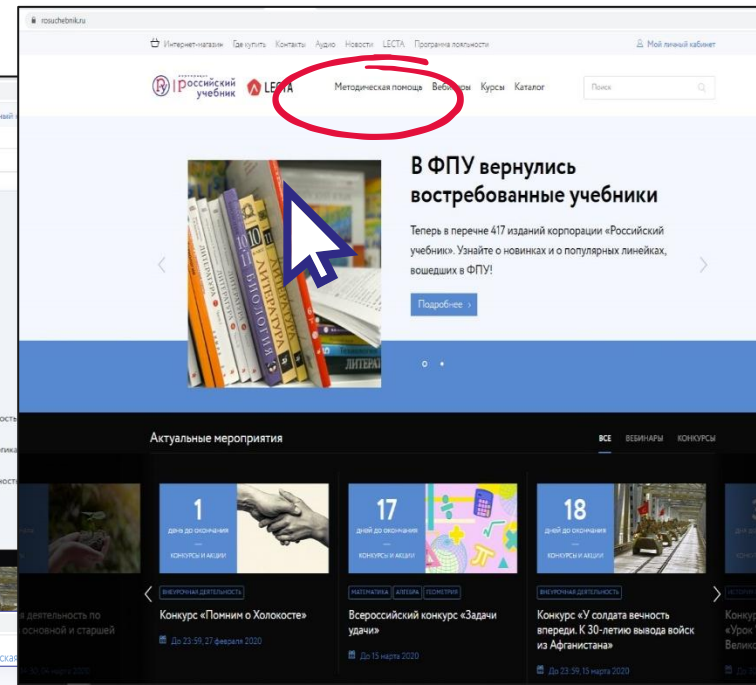 rosuchebnik.ru
Интернет-магазин Где купить Контакты Аудио Новости LECTA Программа лояльности Мой личный кабинет
российский учебник LECTA Методическая помощь Вебинары Курсы Каталог Поиск
В ФПУ вернулись
востребованные учебники
Теперь в перечне 417 изданий корпорации «Российский
учебник». Узнайте о новинках и о популярных линейках,
вошедших в ФПУ!
Подробнее
ЛИТЕРАТУРА
БИОЛОГИЯ
ЛИТЕРАТУРА
Актуальные мероприятия ВСЕ ВЕБИНАРЫ КОНКУРСЫ
1
день до окончания
КОНКУРСЫ И АКЦИИ
ВНЕУРОЧНАЯ ДЕЯТЕЛЬНОСТЬ
Конкурс «Помним о Холокосте»
До 23:59, 27 февраля 2020
17
дней до окончания
КОНКУРСЫ И АКЦИИ
МАТЕМАТИКА АЛГЕБРА ГЕОМЕТРИЯ
Всероссийский конкурс «Задачи
удачи»
До 15 марта 2020
18
дней до окончания
КОНКУРСЫ И АКЦИИ
ВНЕУРОЧНАЯ ДЕЯТЕЛЬНОСТЬ
Конкурс «У солдата вечность
впереди. К 30-летию вывода войск
из Афганистана»
До 23:59, 15 марта 2020
деятельность по
основной и старшей